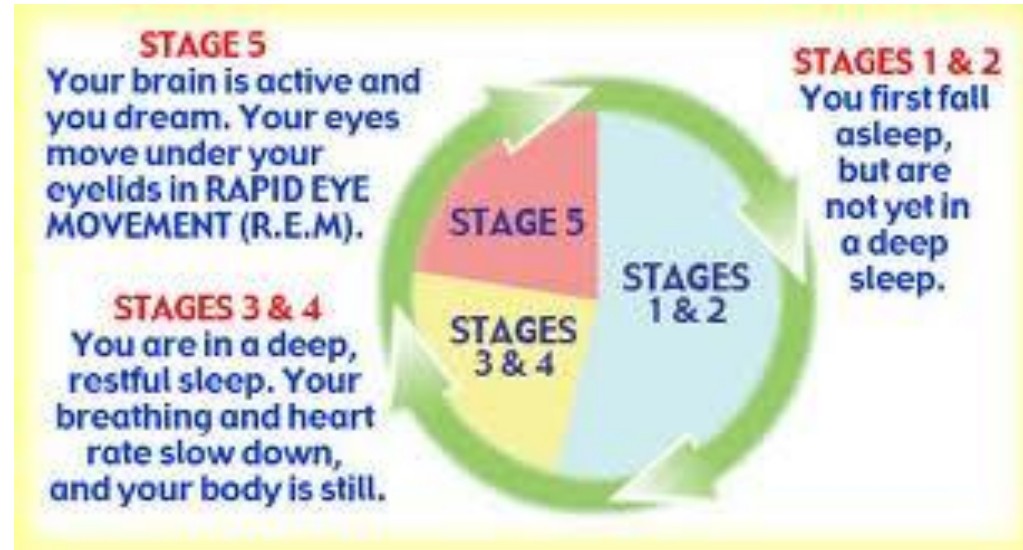 STAGE 5
Your brain is active and
you dream. Your eyes
move under your
eyelids in RAPID EYE
MOVEMENT (R.E.M).
STAGES 3 & 4
You are in a deep,
restful sleep. Your
breathing and heart
rate slow down,
and your body is still.
STAGE 5
STAGES
3 & 4
STAGES
1 & 2
STAGES 1 & 2
You first fall
asleep,
but are
not yet in
a deep
sleep.